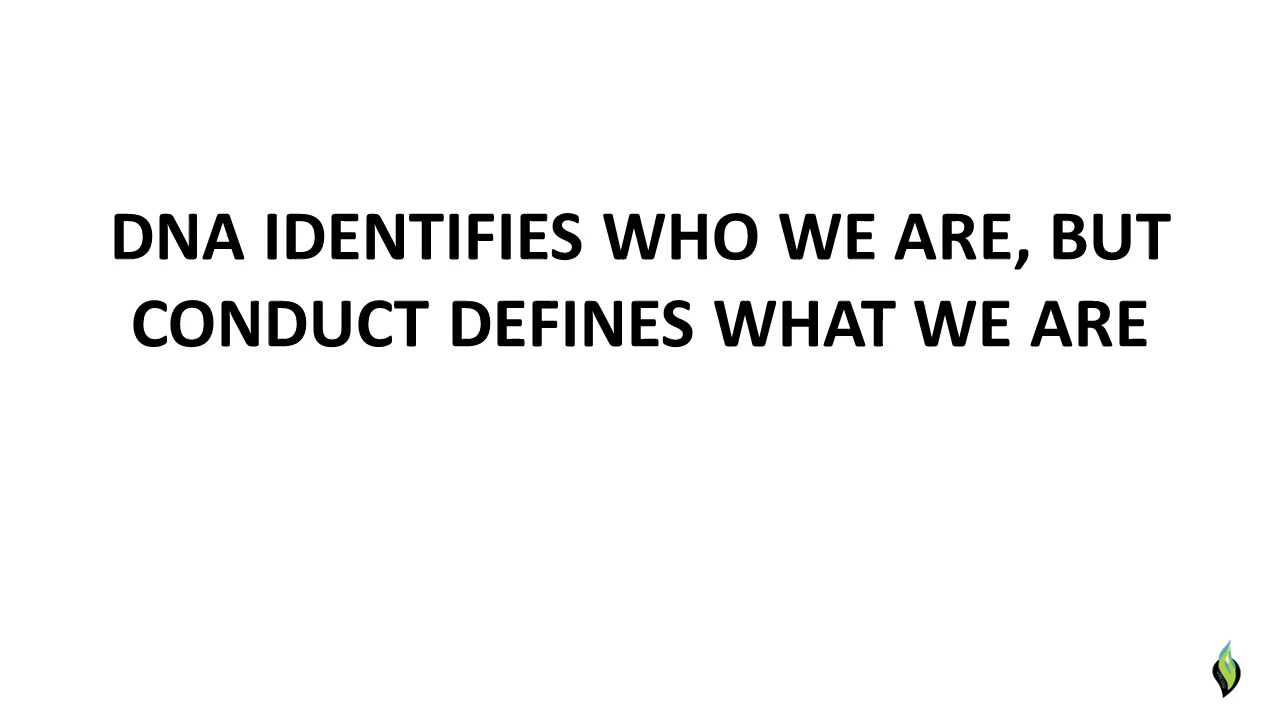 DNA IDENTIFIES WHO WE ARE, BUT
CONDUCT DEFINES WHAT WE ARE